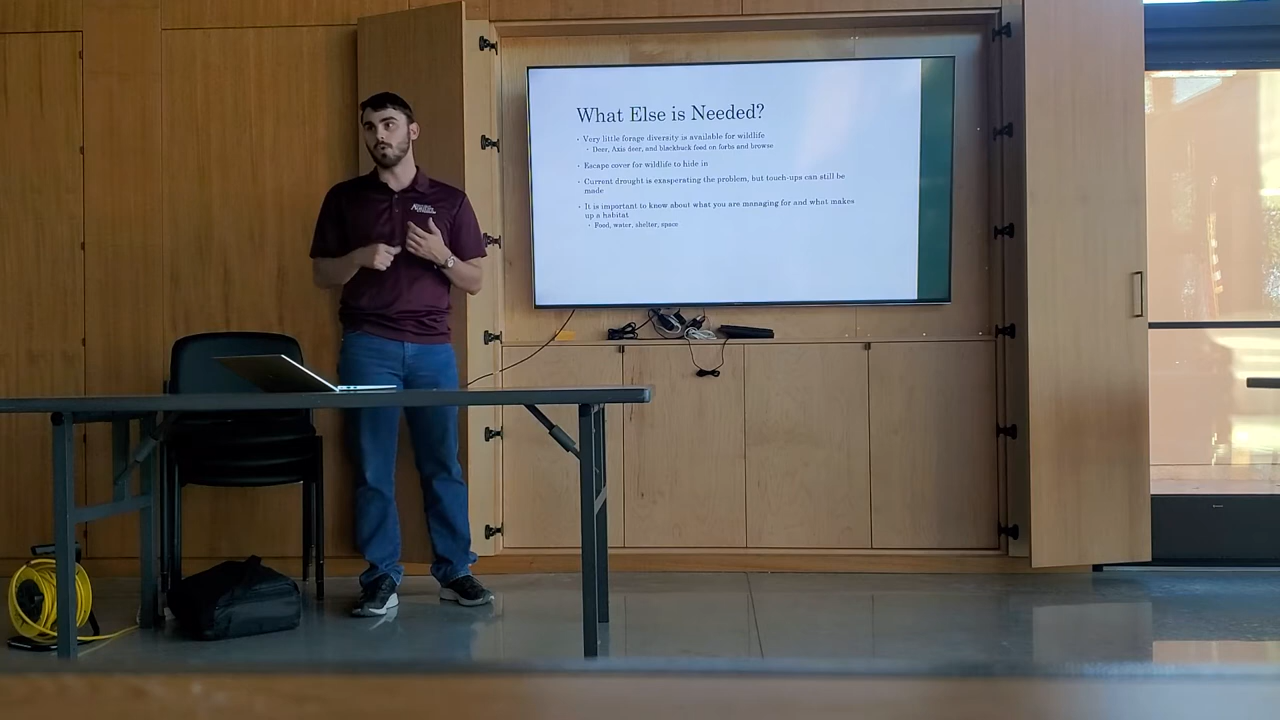 What Else is Needed?
• Very little forage diversity is available for wildlife
• Deer, Axis deer, and blackbuck feed on forbs and browse
• Escape cover for wildlife to hide in
• Current drought is exasperating the problem, but touch-ups can still be
made
• It is important to know about what you are managing for and what makes
up a habitat
• Food, water, shelter, space